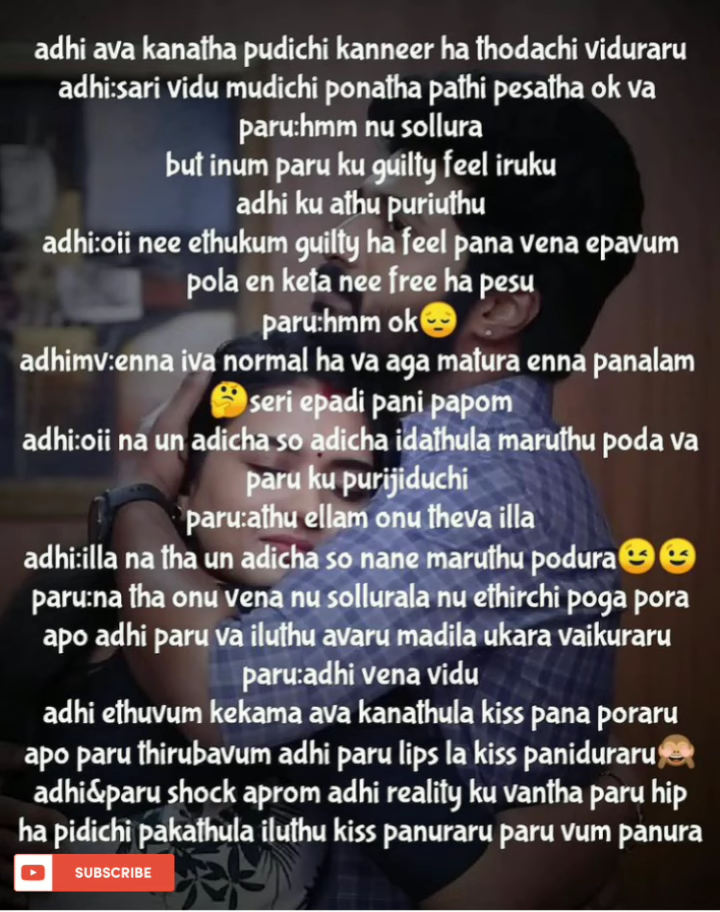 adhi ava kanatha pudichi kanneer ha thodachi viduraru
adhi:sari vidu mudichi ponatha pathi pesatha ok va
paru:hmm nu sollura
but inum paru ku guilty feel iruku
adhi ku athu puriuthu
adhi:oii nee ethukum guilty ha feel pana vena epavum
pola en keta nee free ha pesu
paru:hmm ok😔
adhimv:enna iva normal ha va aga matura enna panalam
🤔seri epadi pani papom
adhi:oii na un adicha so adicha idathula maruthu poda va
paru ku purijiduchi
paru:athu ellam onu theva illa
adhi:illa na tha un adicha so nane maruthu podura😉😉
paru:na tha onu vena nu sollurala nu ethirchi poga pora
apo adhi paru va iluthu avaru madila ukara vaikuraru
paru:adhi vena vidu
adhi ethuvum kekama ava kanathula kiss pana poraru
apo paru thirubavum adhi paru lips la kiss paniduraru🙈
adhi&paru shock aprom adhi reality ku vantha paru hip
ha pidichi pakathula iluthu kiss panuraru paru vum panura
SUBSCRIBE